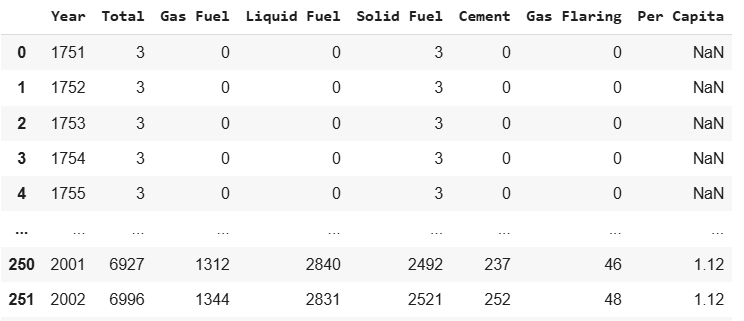 Year Total Gas Fuel Liquid Fuel Solid Fuel Cement Gas Flaring Per Capita
0 1751 3 0 0 3 0 0 NaN
1 1752 3 0 0 3 0 0 NaN
2 1753 3 0 0 3 0 0 NaN
3 1754 3 0 0 3 0 0 NaN
4 1755 3 0 0 3 0 0 NaN
... ... ... ... ... ... ... ... ...
250 2001 6927 1312 2840 2492 237 46 1.12
251 2002 6996 1344 2831 2521 252 48 1.12